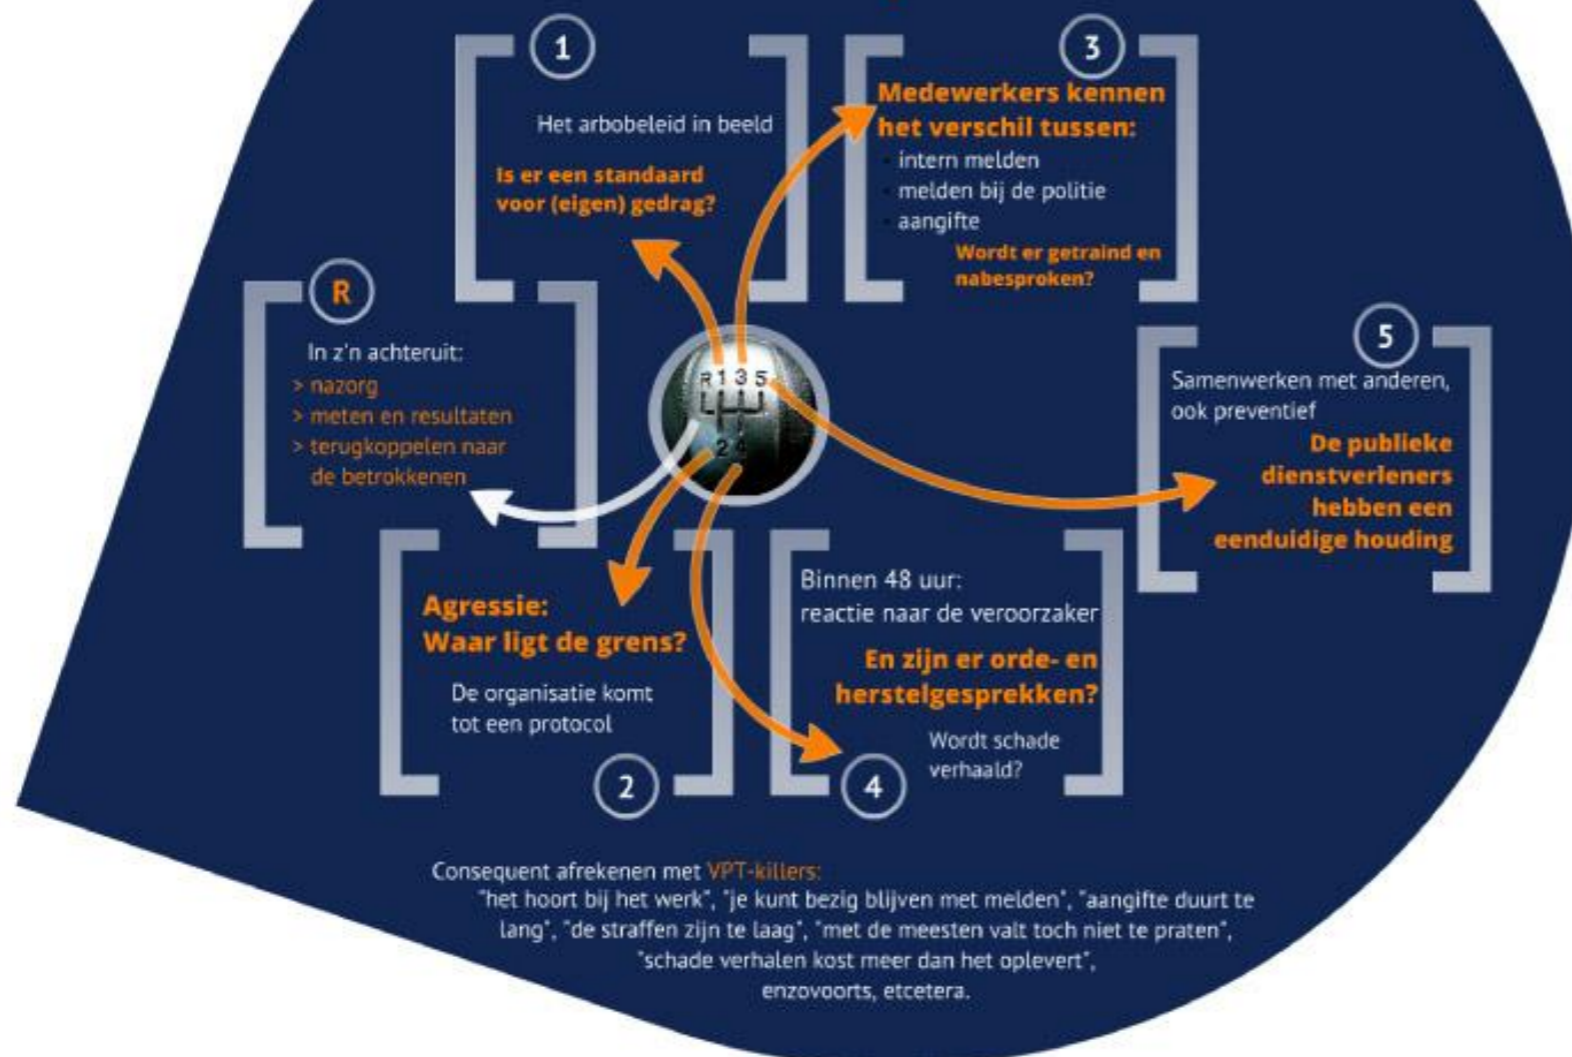 1
Het arbobeleid in beeld
Is er een standaard
voor (eigen) gedrag?
3
Medewerkers kennen
het verschil tussen:
- intern melden
- melden bij de politie
- aangifte
Wordt er getraind en
nabesproken?
R
In z'n achteruit:
> nazorg
> meten en resultaten
> terugkoppelen naar
de betrokkenen
R 1 3 5
2 4
5
Samenwerken met anderen,
ook preventief
De publieke
dienstverleners
hebben een
eenduidige houding
Agressie:
Waar ligt de grens?
De organisatie komt
tot een protocol
2
Binnen 48 uur:
reactie naar de veroorzaker
En zijn er orde- en
herstelgesprekken?
Wordt schade
verhaald?
4
Consequent afrekenen met VPT-killers:
"het hoort bij het werk", "je kunt bezig blijven met melden", "aangifte duurt te
lang", "de straffen zijn te laag", "met de meesten valt toch niet te praten",
"schade verhalen kost meer dan het oplevert",
enzovoorts, etcetera.